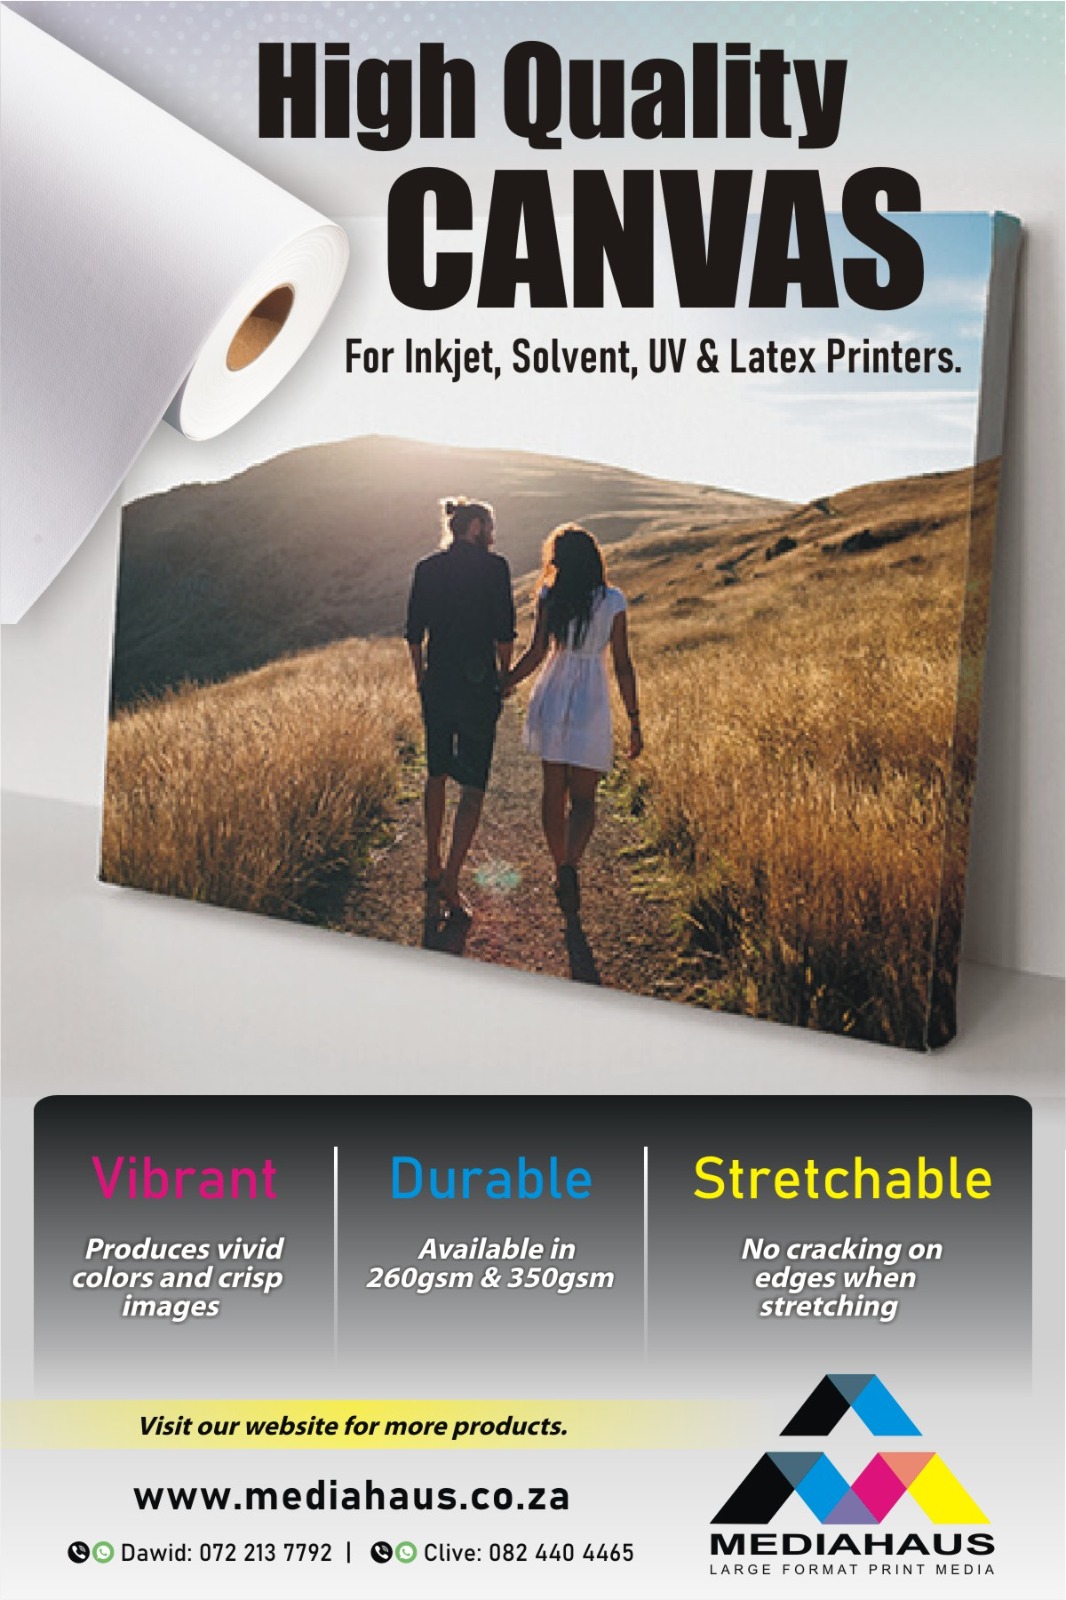 High Quality
CANVAS
For Inkjet, Solvent, UV & Latex Printers.
Vibrant
Produces vivid
colors and crisp
images
Durable
Available in
260gsm & 350gsm
Stretchable
No cracking on
edges when
stretching
Visit our website for more products.
www.mediahaus.co.za
Dawid: 072 213 7792 | Clive: 082 440 4465
MEDIAHAUS
LARGE FORMAT PRINT MEDIA